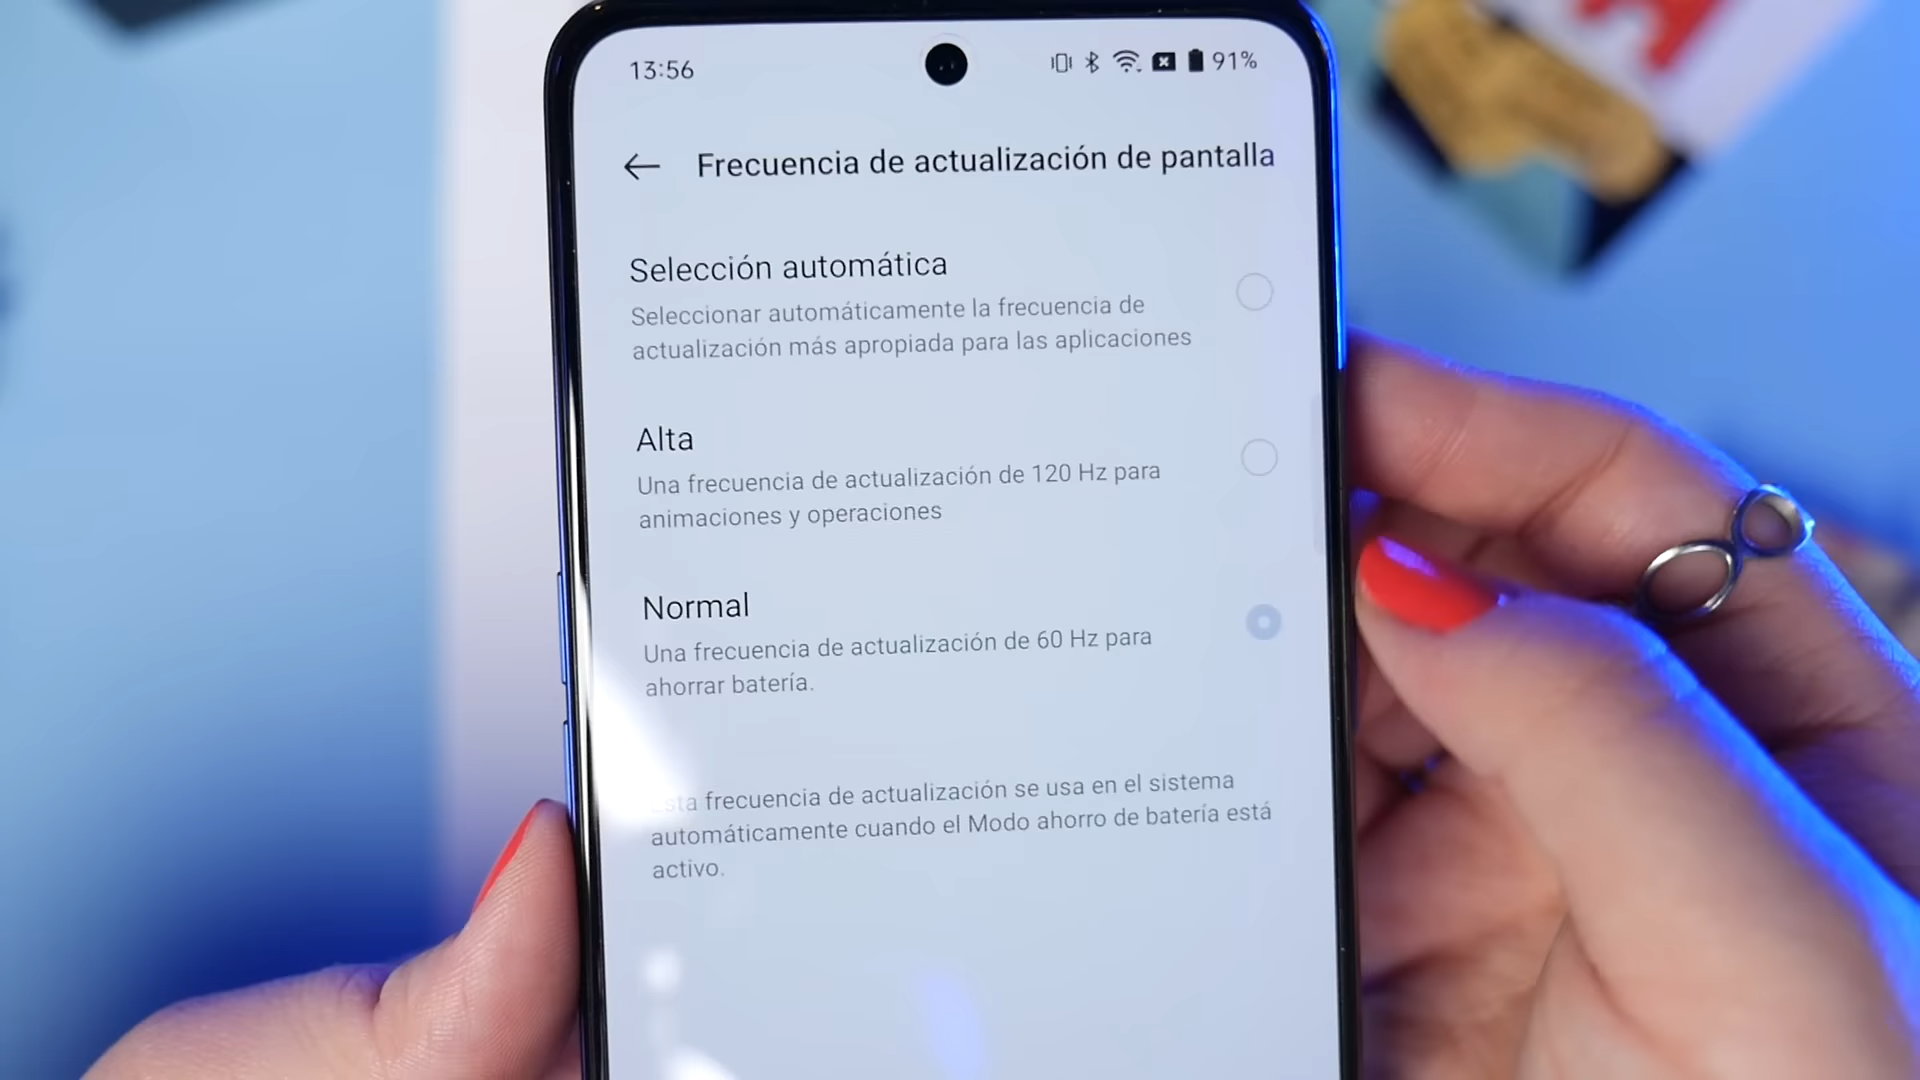 13:56
91%
Frecuencia de actualización de pantalla
Selección automática
Seleccionar automáticamente la frecuencia de
actualización más apropiada para las aplicaciones
Alta
Una frecuencia de actualización de 120 Hz para
animaciones y operaciones
Normal
Una frecuencia de actualización de 60 Hz para
ahorrar batería.
Esta frecuencia de actualización se usa en el sistema
automáticamente cuando el Modo ahorro de batería está
activo.